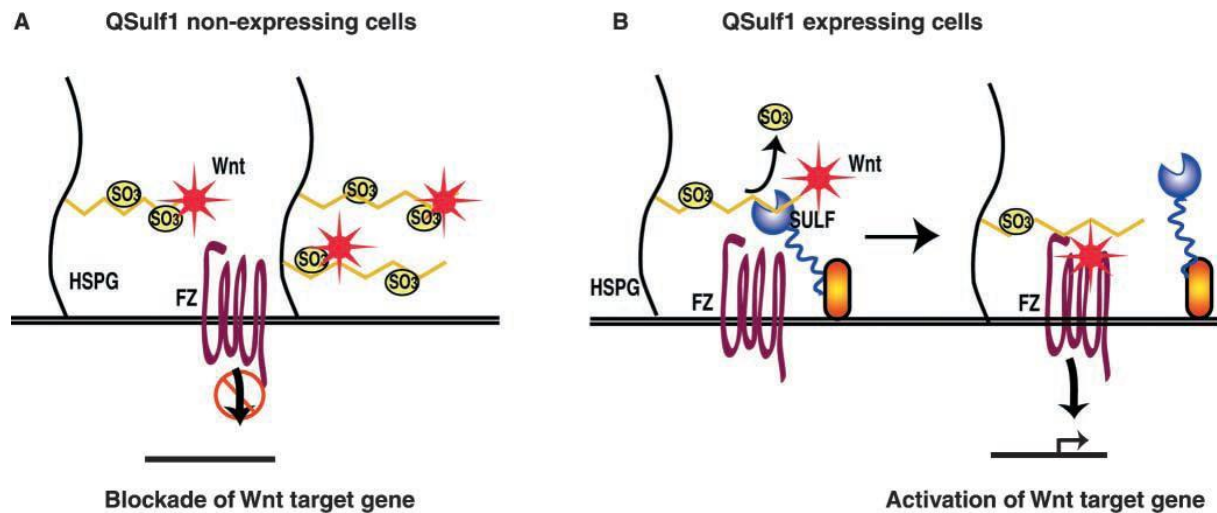 A QSulf1 non-expressing cells
SO3
Wnt
SO3
SO3
SO3
SO3
SO3
HSPG
FZ
Blockade of Wnt target gene
B QSulf1 expressing cells
SO3
Wnt
SO3
SULF
HSPG
FZ
SO3
FZ
Activation of Wnt target gene